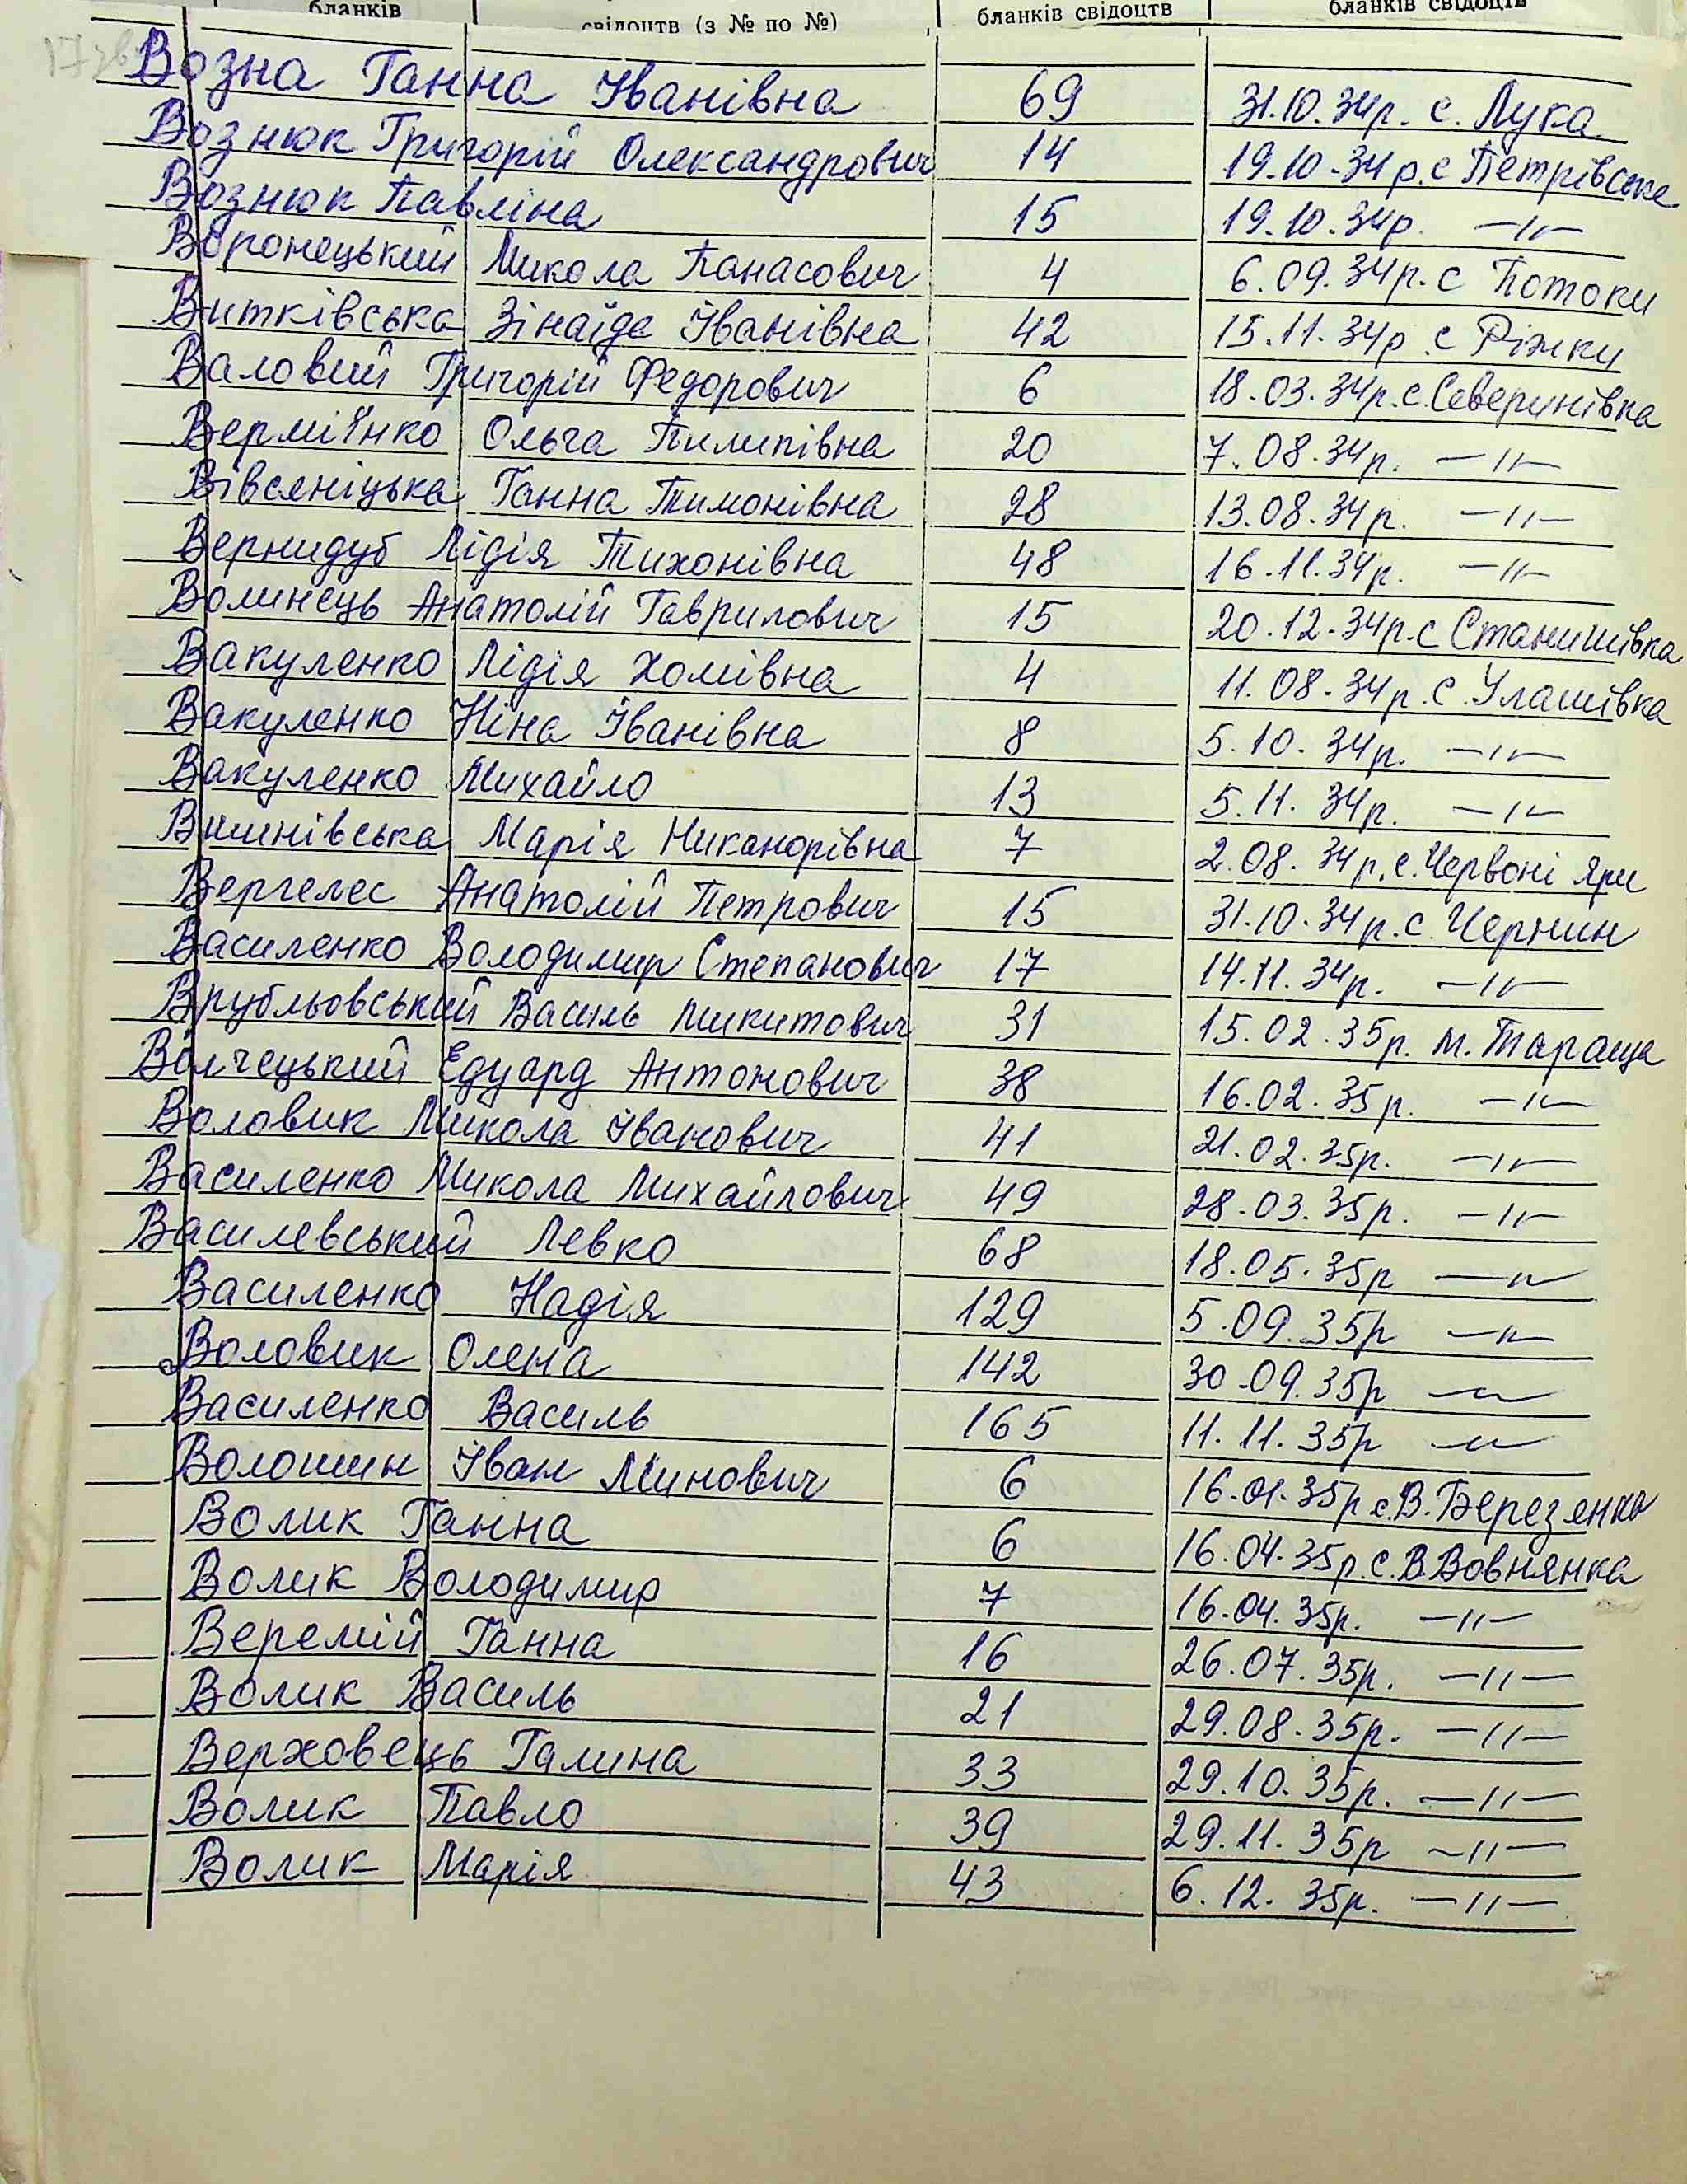 бланків свідоцтв (з № по №) бланків свідоцтв бланків свідоцтв
Возна Ганна Іванівна 69 31.10.34р. с. Лука
Вознюк Григорій Олександрович 14 19.10.34р. с Петрівське
Вознюк Павліна 15 19.10.34р. —"—
Воронецький Микола Панасович 4 6.09.34р. с Потоки
Витківська Зінаїда Іванівна 42 15.11.34р с Ріжки
Валовий Григорій Федорович 6 18.03.34р. с. Северинівка
Верміїнко Ольга Пилипівна 20 7.08.34р. —"—
Вівсяніцька Ганна Тимонівна 28 13.08.34р. —"—
Вернидуб Лідія Тихонівна 48 16.11.34р. —"—
Волинець Анатолій Гаврилович 15 20.12.34р. с Станишівка
Вакуленко Лідія Хомівна 4 11.08.34р. с. Улашівка
Вакуленко Ніна Іванівна 8 5.10.34р. —"—
Вакуленко Михайло 13 5.11.34р. —"—
Вишнівська Марія Никанорівна 7 2.08.34р. с. Червоні Яри
Вергелес Анатолій Петрович 15 31.10.34р. с. Чернин
Василенко Володимир Степанович 17 14.11.34р. —"—
Врубльовський Василь Микитович 31 15.02.35р. м. Тараща
Волчецький Едуард Антонович 38 16.02.35р. —"—
Воловик Микола Іванович 41 21.02.35р. —"—
Василенко Микола Михайлович 49 28.03.35р. —"—
Василевський Левко 68 18.05.35р —"—
Василенко Надія 129 5.09.35р —"—
Воловик Олена 142 30.09.35р —"—
Василенко Василь 165 11.11.35р —"—
Волошин Іван Минович 6 16.01.35р с. В. Березянка
Волик Ганна 6 16.04.35р. с. В. Вовнянка
Волик Володимир 7 16.04.35р. —"—
Веремій Ганна 16 26.07.35р. —"—
Волик Василь 21 29.08.35р. —"—
Верховець Галина 33 29.10.35р. —"—
Волик Павло 39 29.11.35р —"—
Волик Марія 43 6.12.35р. —"—